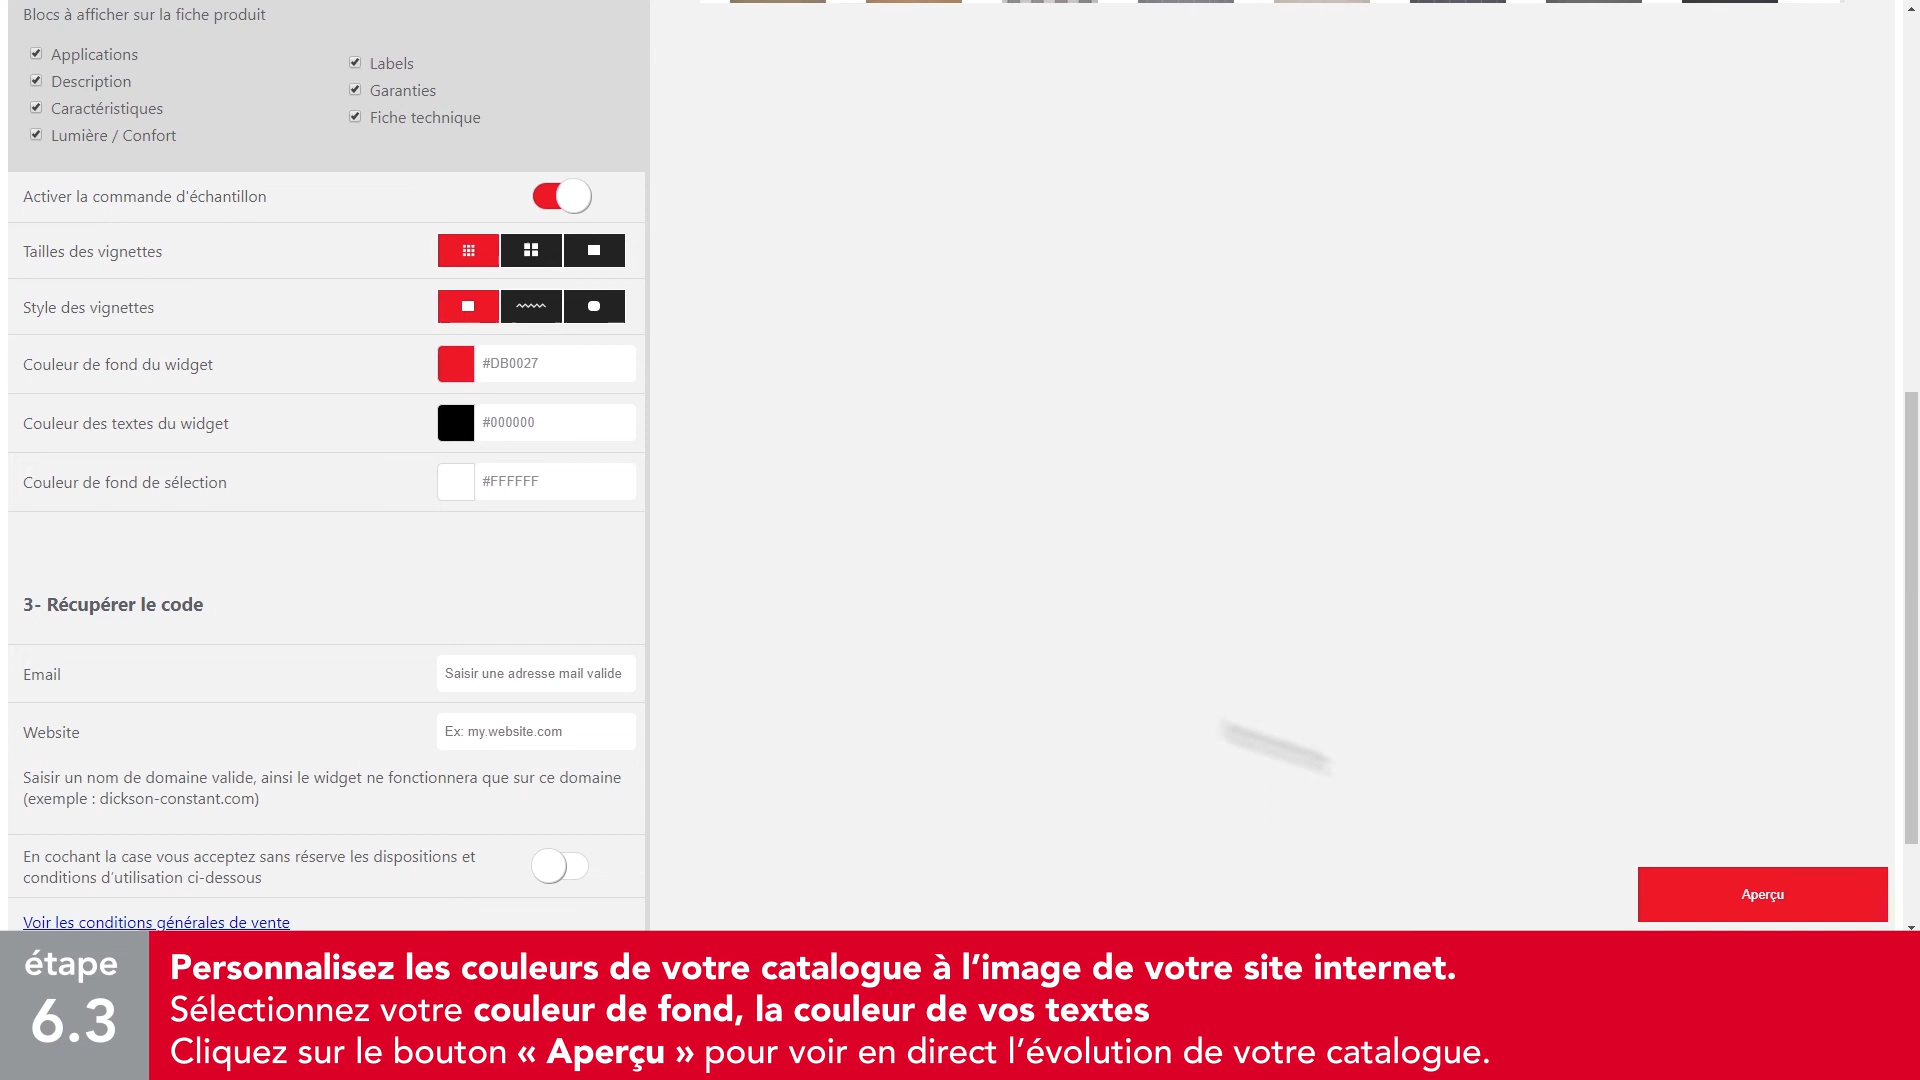 Blocs à afficher sur la fiche produit
Applications
Description
Caractéristiques
Lumière / Confort
Labels
Garanties
Fiche technique
Activer la commande d'échantillon
Tailles des vignettes
Style des vignettes
Couleur de fond du widget
#DB0027
Couleur des textes du widget
#000000
Couleur de fond de sélection
#FFFFFF
3- Récupérer le code
Email
Saisir une adresse mail valide
Website
Ex: my.website.com
Saisir un nom de domaine valide, ainsi le widget ne fonctionnera que sur ce domaine
(exemple : dickson-constant.com)
En cochant la case vous acceptez sans réserve les dispositions et
conditions d’utilisation ci-dessous
Voir les conditions générales de vente
Aperçu
étape
6.3
Personnalisez les couleurs de votre catalogue à l’image de votre site internet.
Sélectionnez votre couleur de fond, la couleur de vos textes
Cliquez sur le bouton « Aperçu » pour voir en direct l’évolution de votre catalogue.